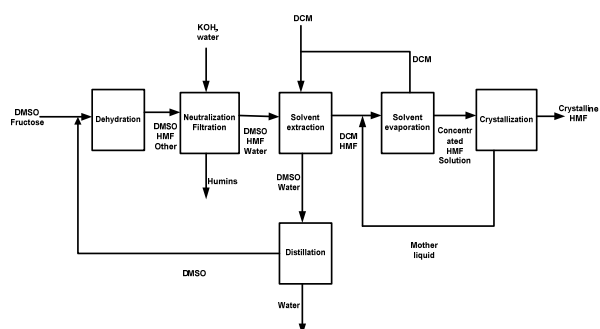 KOH,
water
DCM
DCM
DMSO
Fructose
Dehydration
DMSO
HMF
Other
Neutralization
Filtration
DMSO
HMF
Water
Solvent
extraction
DCM
HMF
Solvent
evaporation
Concentr
ated
HMF
Solution
Crystallization
Crystalline
HMF
Humins
DMSO
Water
Distillation
Mother
liquid
DMSO
Water